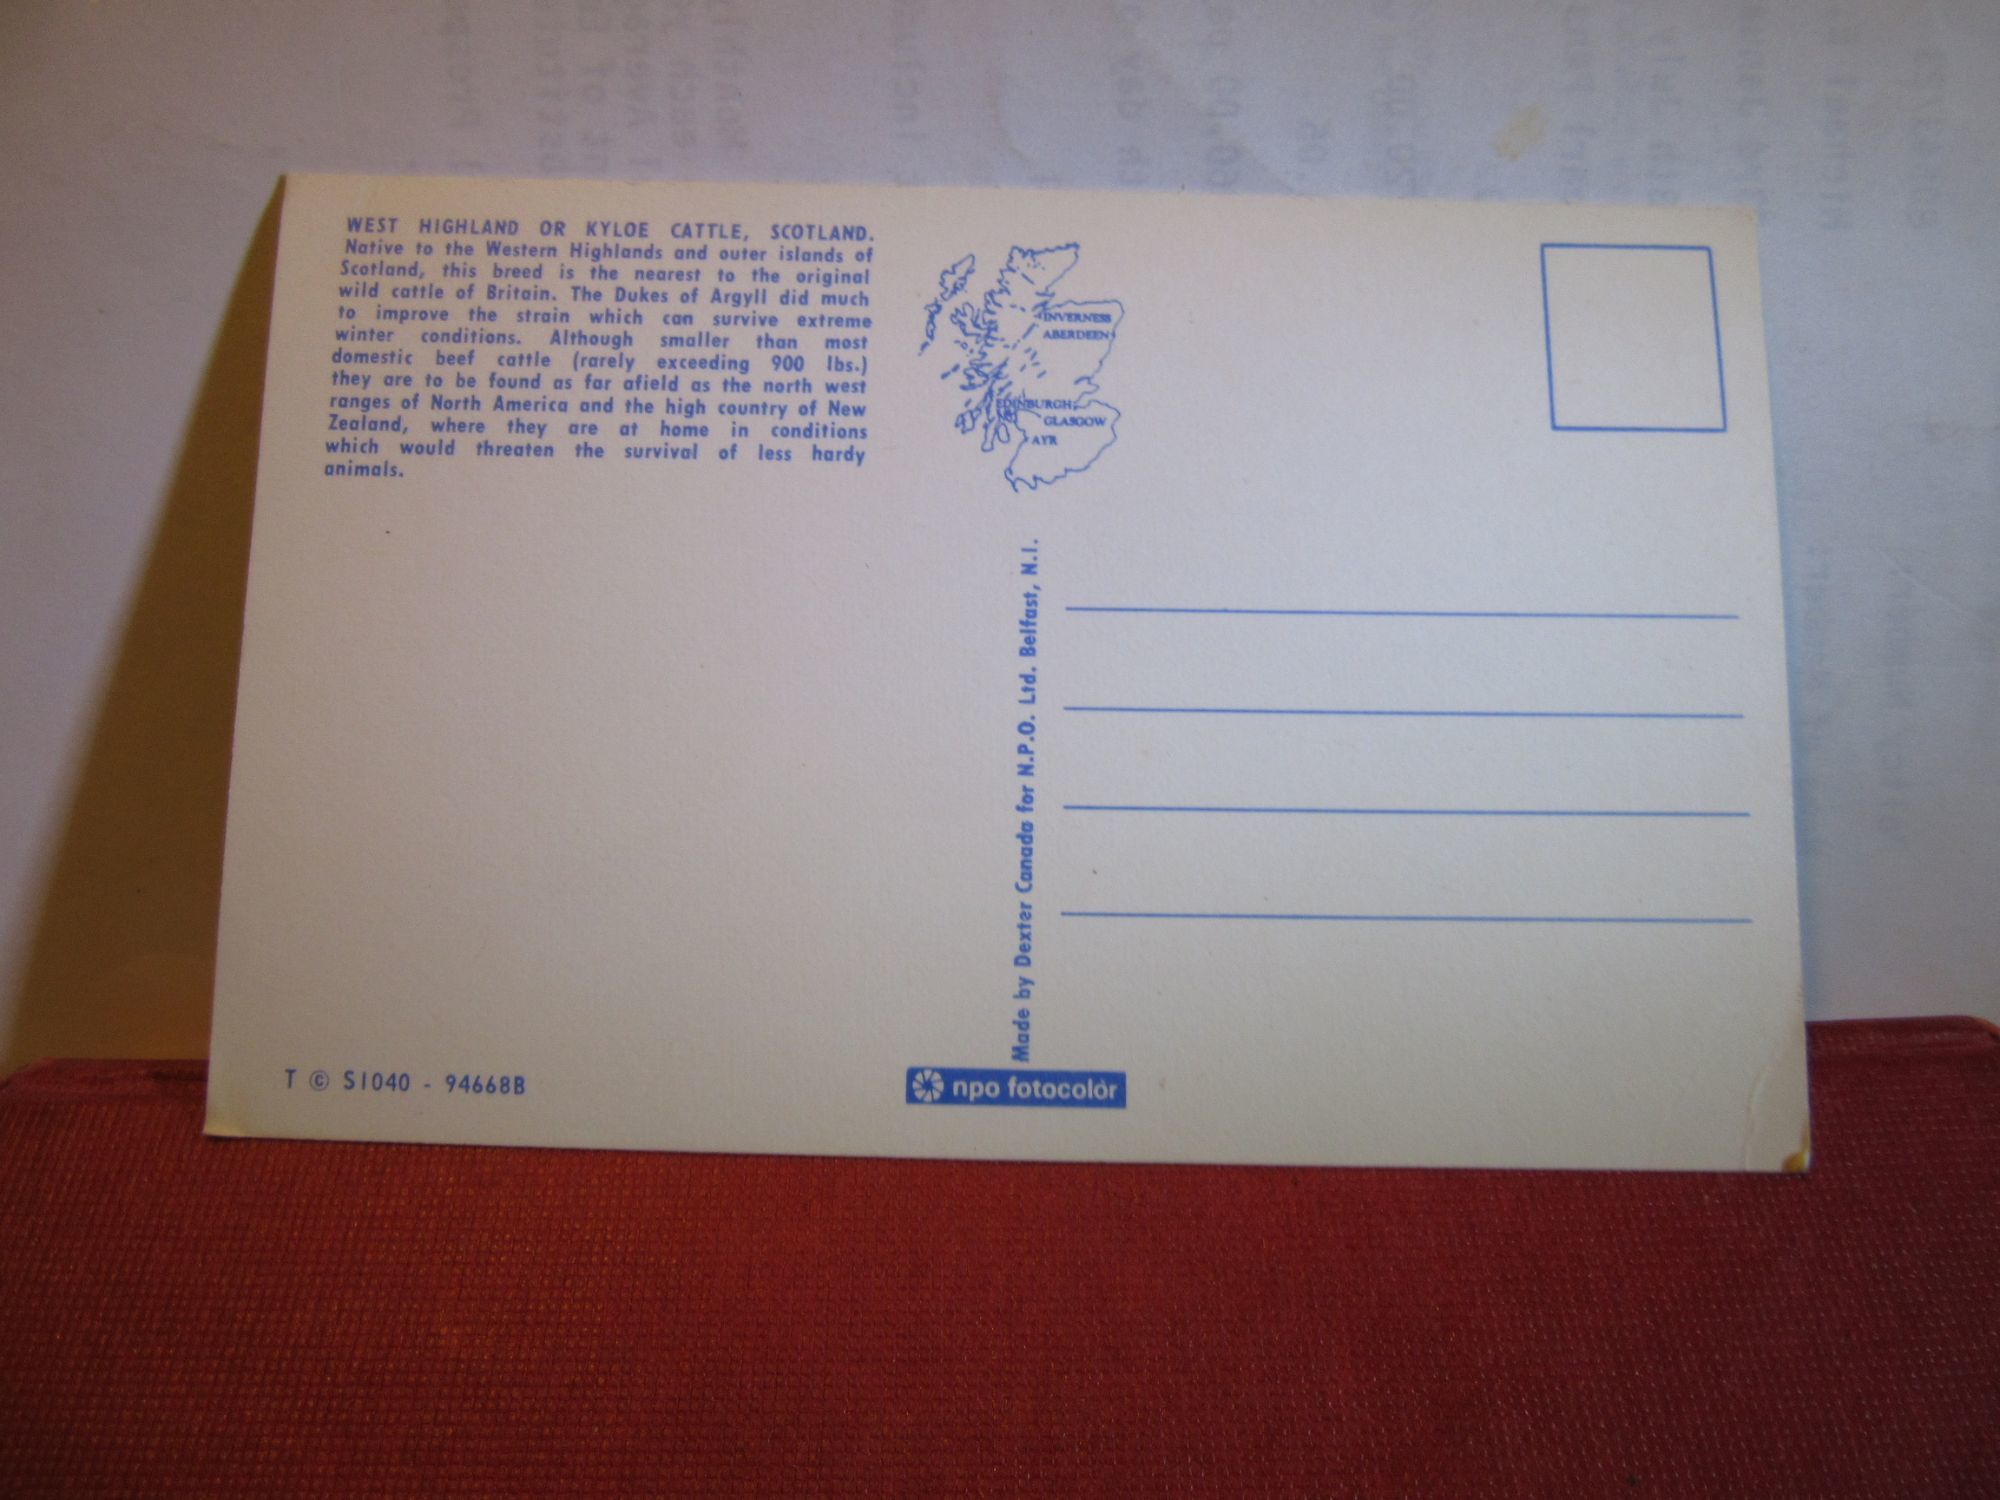 WEST HIGHLAND OR KYLOE CATTLE, SCOTLAND.
Native to the Western Highlands and outer islands of
Scotland, this breed is the nearest to the original
wild cattle of Britain. The Dukes of Argyll did much
to improve the strain which can survive extreme
winter conditions. Although smaller than most
domestic beef cattle (rarely exceeding 900 lbs.)
they are to be found as far afield as the north west
ranges of North America and the high country of New
Zealand, where they are at home in conditions
which would threaten the survival of less hardy
animals.
INVERNESS
ABERDEEN
EDINBURGH
GLASGOW
AYR
Made by Dexter Canada for N.P.O. Ltd. Belfast, N.I.
T © S1040 - 94668B
npo fotocolor